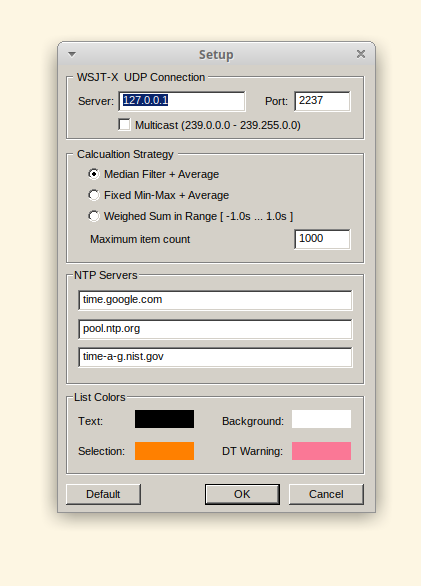 Setup
WSJT-X UDP Connection
Server: 127.0.0.1 Port: 2237
Multicast (239.0.0.0 - 239.255.0.0)
Calcualtion Strategy
Median Filter + Average
Fixed Min-Max + Average
Weighed Sum in Range [ -1.0s ... 1.0s ]
Maximum item count 1000
NTP Servers
time.google.com
pool.ntp.org
time-a-g.nist.gov
List Colors
Text: Background:
Selection: DT Warning:
Default OK Cancel